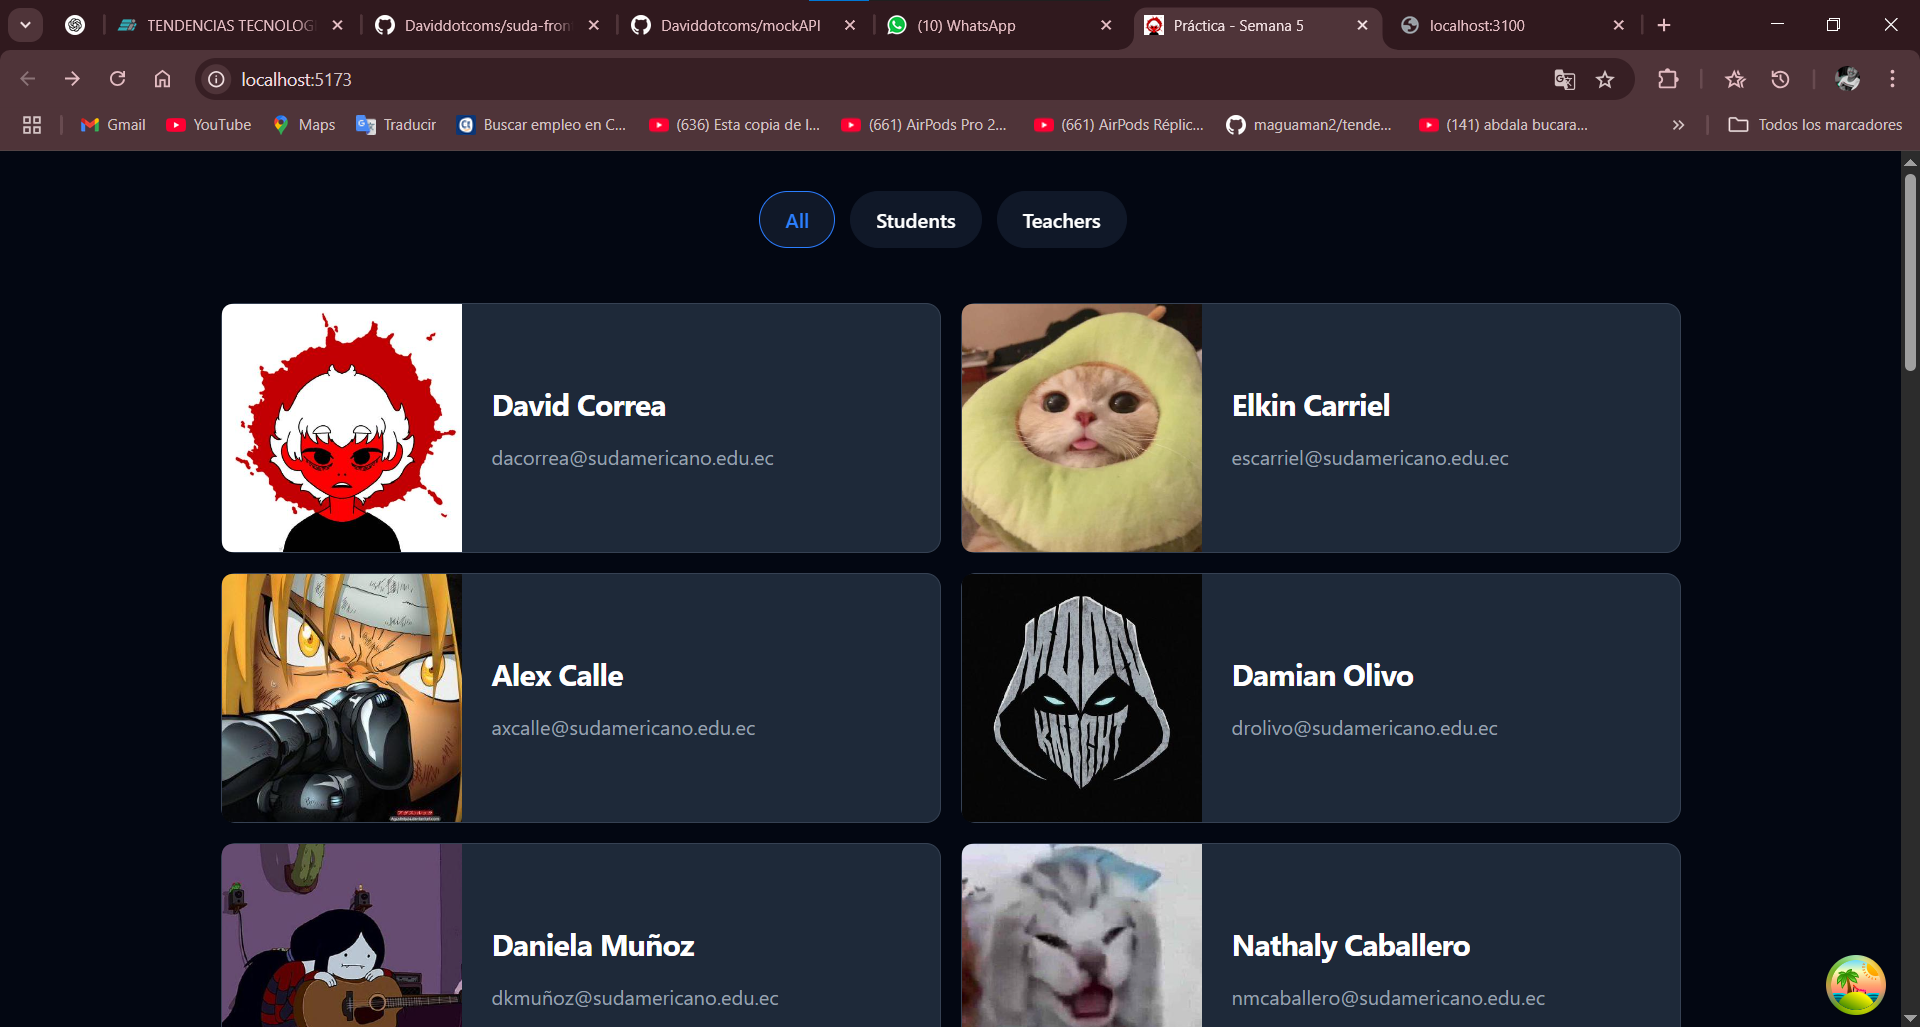 TENDENCIAS TECNOLOG
Daviddotcoms/suda-fron
Daviddotcoms/mockAPI
(10) WhatsApp
Práctica - Semana 5
localhost:3100
localhost:5173
Gmail
YouTube
Maps
Traducir
Buscar empleo en C...
(636) Esta copia de l...
(661) AirPods Pro 2...
(661) AirPods Réplic...
maguaman2/tende...
(141) abdala bucara...
»
Todos los marcadores
All
Students
Teachers
David Correa
dacorrea@sudamericano.edu.ec
Elkin Carriel
escarriel@sudamericano.edu.ec
Alex Calle
axcalle@sudamericano.edu.ec
MOON
KNIGHT
Damian Olivo
drolivo@sudamericano.edu.ec
Daniela Muñoz
dkmuñoz@sudamericano.edu.ec
Nathaly Caballero
nmcaballero@sudamericano.edu.ec